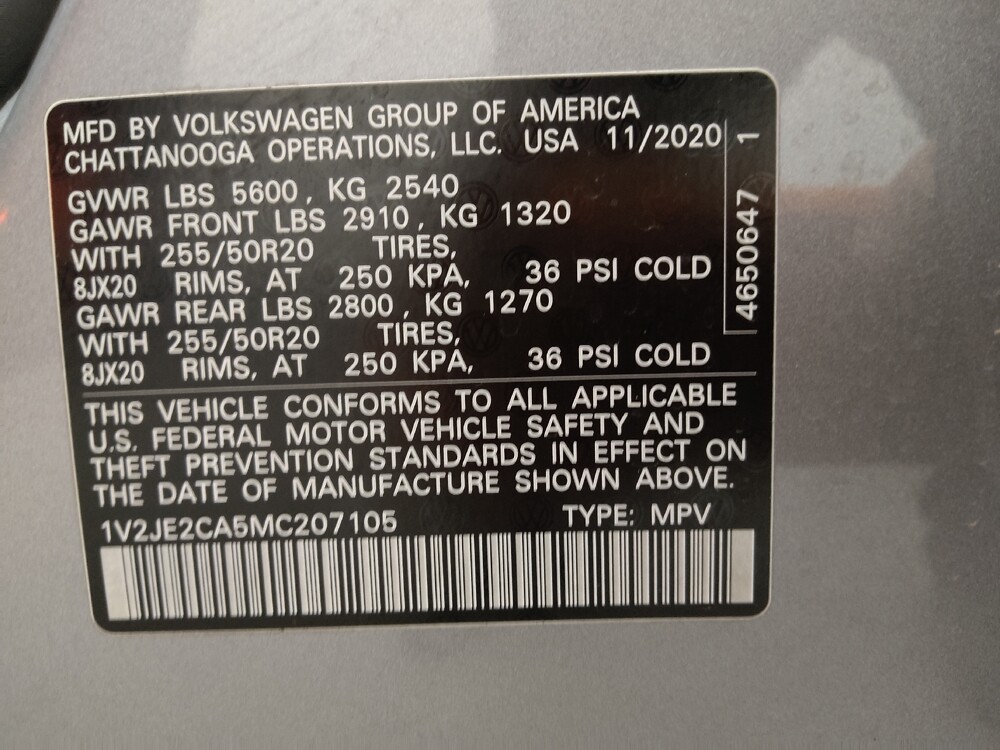 MFD BY VOLKSWAGEN GROUP OF AMERICA
CHATTANOOGA OPERATIONS, LLC. USA 11/2020
GVWR LBS 5600, KG 2540
GAWR FRONT LBS 2910, KG 1320
WITH 255/50R20 TIRES,
8JX20 RIMS, AT 250 KPA, 36 PSI COLD
GAWR REAR LBS 2800, KG 1270
WITH 255/50R20 TIRES,
8JX20 RIMS, AT 250 KPA, 36 PSI COLD
THIS VEHICLE CONFORMS TO ALL APPLICABLE
U.S. FEDERAL MOTOR VEHICLE SAFETY AND
THEFT PREVENTION STANDARDS IN EFFECT ON
THE DATE OF MANUFACTURE SHOWN ABOVE.
1V2JE2CA5MC207105 TYPE: MPV
4650647 1